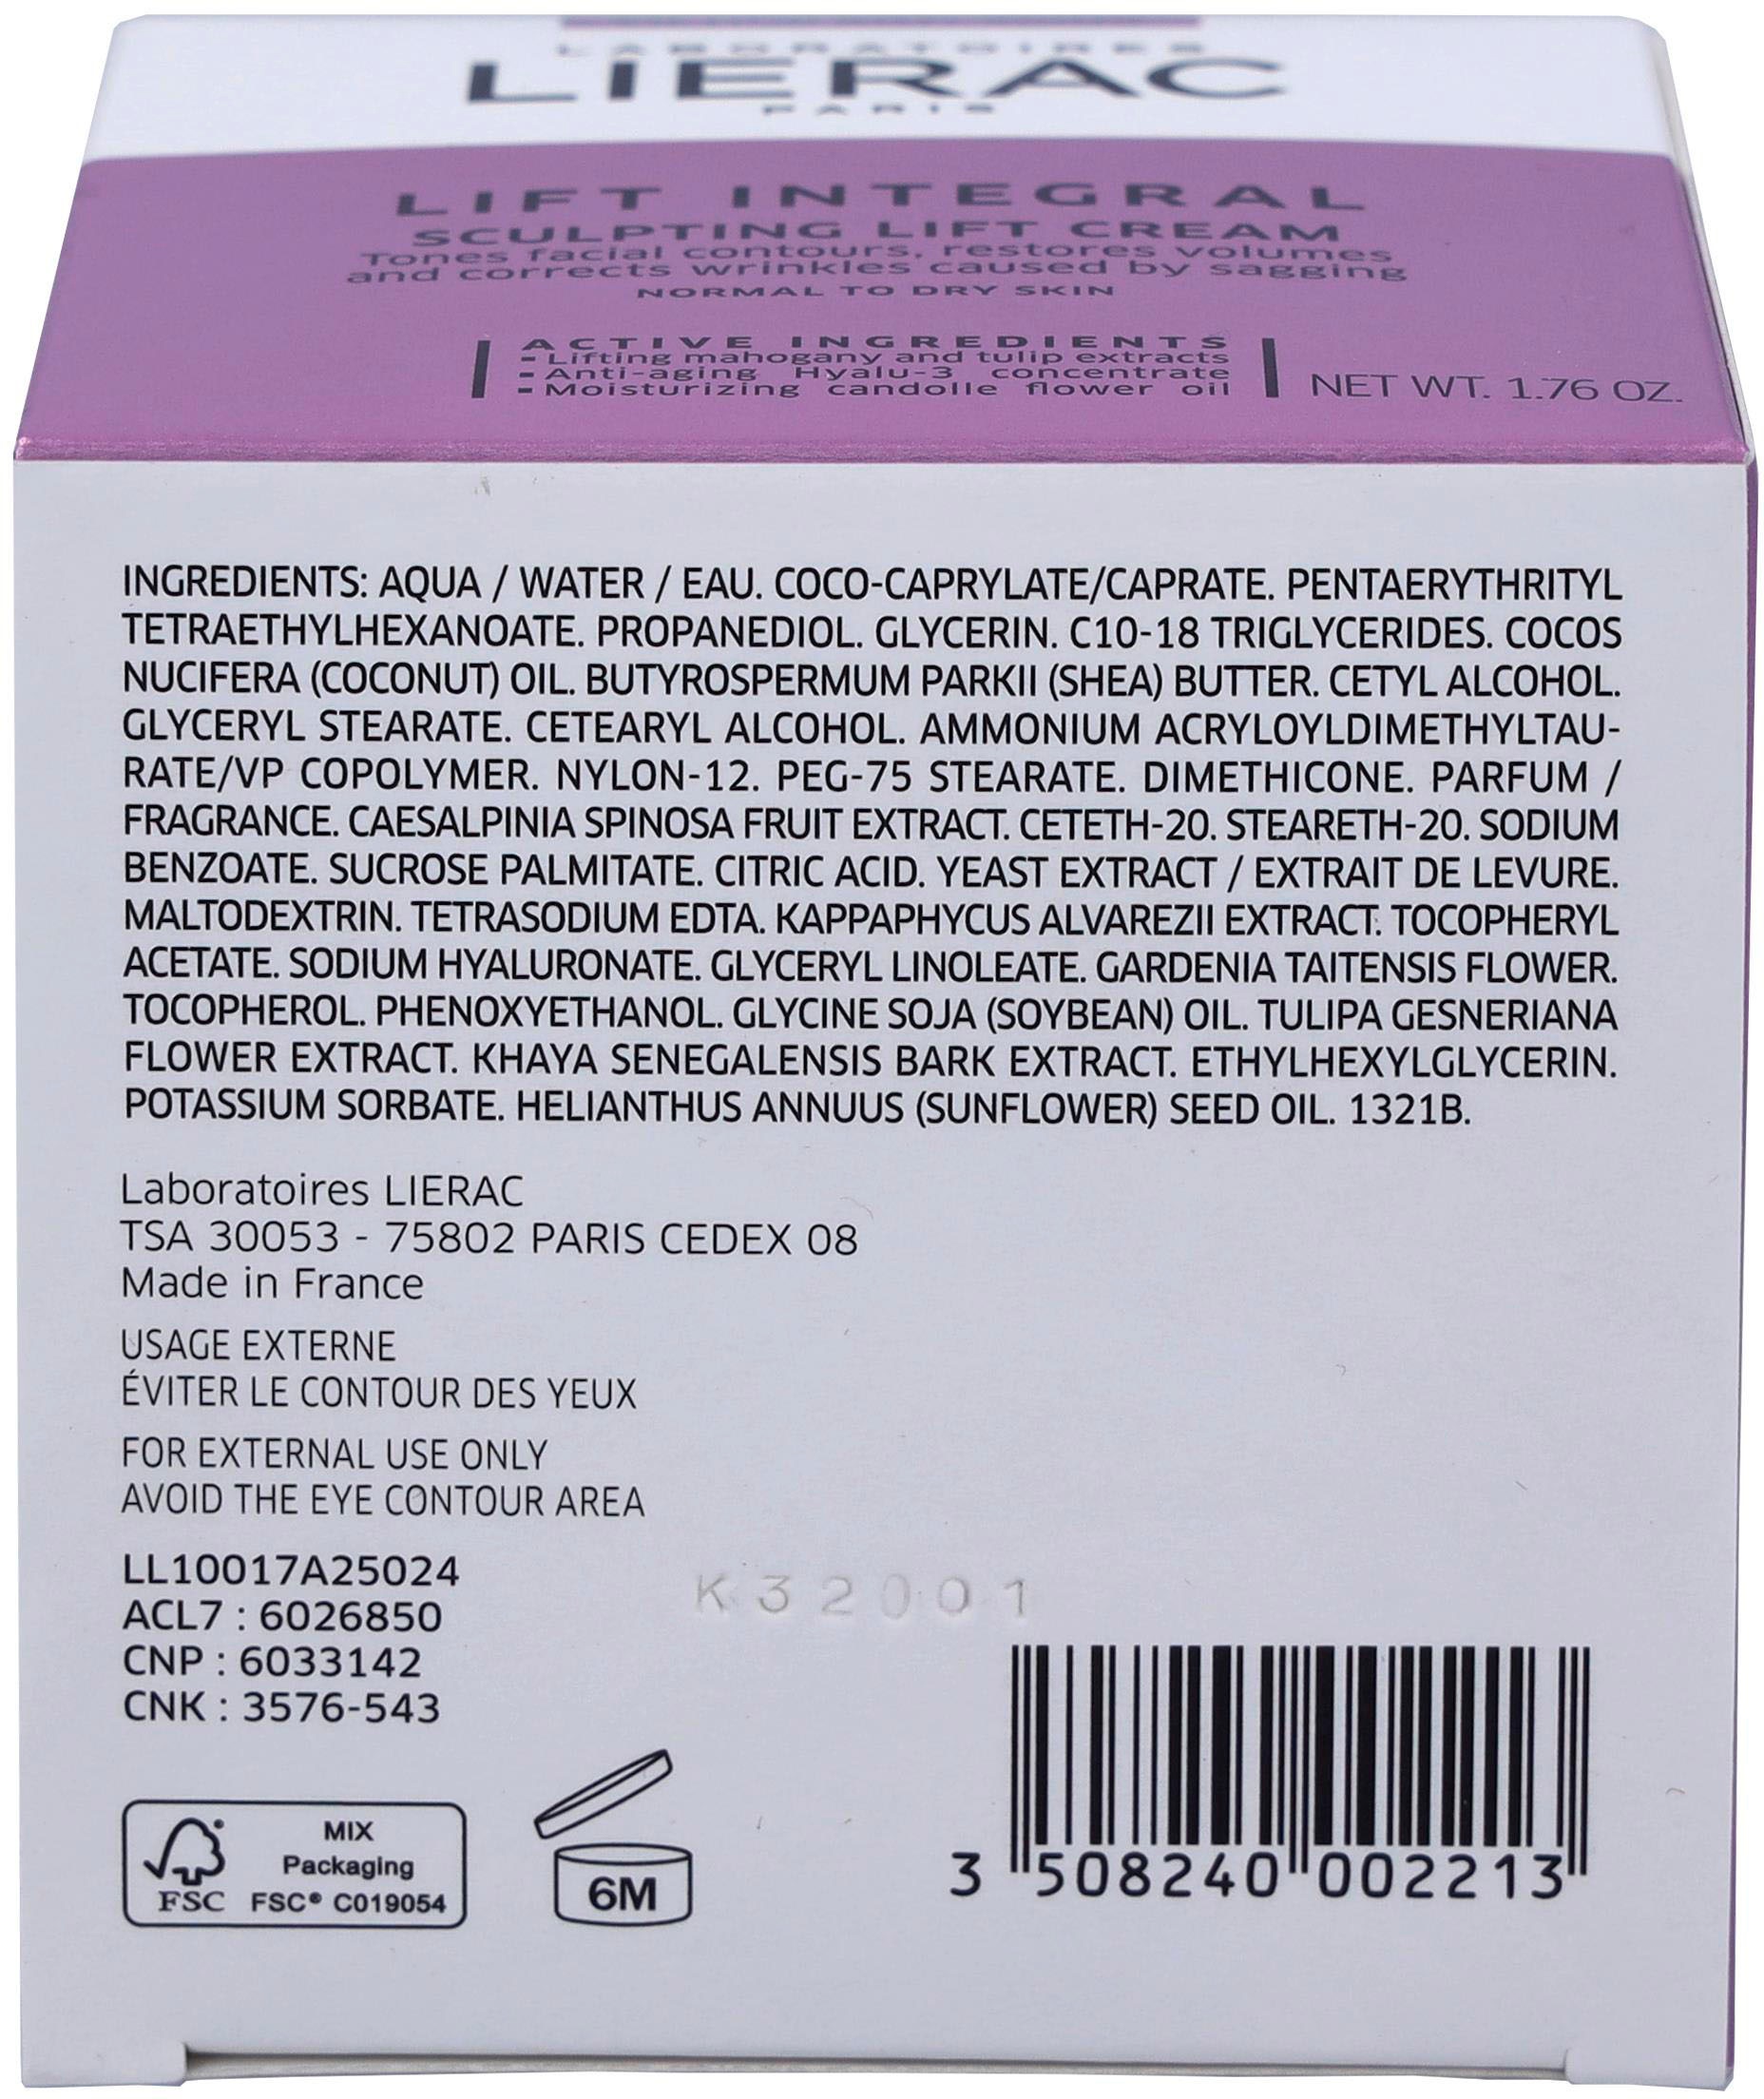 LABORATOIRES
LIERAC
PARIS
LIFT INTEGRAL
SCULPTING LIFT CREAM
Tones facial contours, restores volumes
and corrects wrinkles caused by sagging
NORMAL TO DRY SKIN
ACTIVE INGREDIENTS
- Lifting mahogany and tulip extracts
- Anti-aging Hyalu-3 concentrate
- Moisturizing candolle flower oil
NET WT. 1.76 OZ.
INGREDIENTS: AQUA / WATER / EAU. COCO-CAPRYLATE/CAPRATE. PENTAERYTHRITYL
TETRAETHYLHEXANOATE. PROPANEDIOL. GLYCERIN. C10-18 TRIGLYCERIDES. COCOS
NUCIFERA (COCONUT) OIL. BUTYROSPERMUM PARKII (SHEA) BUTTER. CETYL ALCOHOL.
GLYCERYL STEARATE. CETEARYL ALCOHOL. AMMONIUM ACRYLOYLDIMETHYLTAU-
RATE/VP COPOLYMER. NYLON-12. PEG-75 STEARATE. DIMETHICONE. PARFUM /
FRAGRANCE. CAESALPINIA SPINOSA FRUIT EXTRACT. CETETH-20. STEARETH-20. SODIUM
BENZOATE. SUCROSE PALMITATE. CITRIC ACID. YEAST EXTRACT / EXTRAIT DE LEVURE.
MALTODEXTRIN. TETRASODIUM EDTA. KAPPAPHYCUS ALVAREZII EXTRACT. TOCOPHERYL
ACETATE. SODIUM HYALURONATE. GLYCERYL LINOLEATE. GARDENIA TAITENSIS FLOWER.
TOCOPHEROL. PHENOXYETHANOL. GLYCINE SOJA (SOYBEAN) OIL. TULIPA GESNERIANA
FLOWER EXTRACT. KHAYA SENEGALENSIS BARK EXTRACT. ETHYLHEXYLGLYCERIN.
POTASSIUM SORBATE. HELIANTHUS ANNUUS (SUNFLOWER) SEED OIL. 1321B.
Laboratoires LIERAC
TSA 30053 - 75802 PARIS CEDEX 08
Made in France
USAGE EXTERNE
ÉVITER LE CONTOUR DES YEUX
FOR EXTERNAL USE ONLY
AVOID THE EYE CONTOUR AREA
LL10017A25024
ACL7 : 6026850
CNP : 6033142
CNK : 3576-543
K32001
MIX
Packaging
FSC FSC® C019054
6M
3 508240 002213